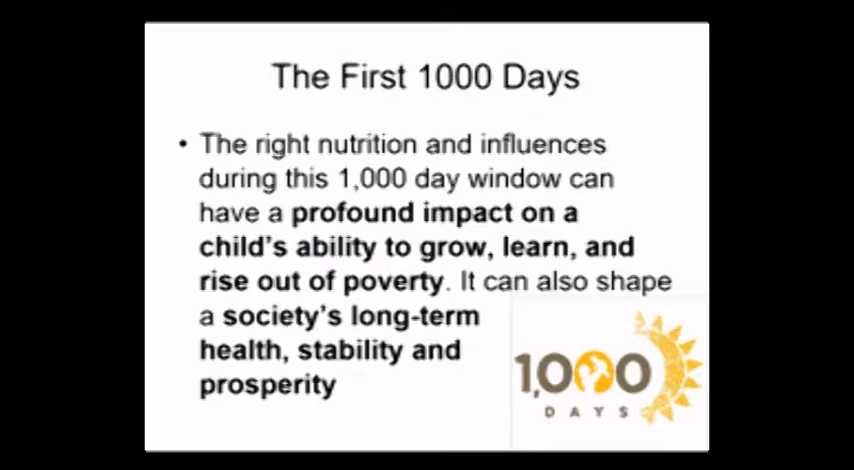 The First 1000 Days
• The right nutrition and influences
during this 1,000 day window can
have a profound impact on a
child's ability to grow, learn, and
rise out of poverty. It can also shape
a society's long-term
health, stability and
prosperity
1,000
DAYS